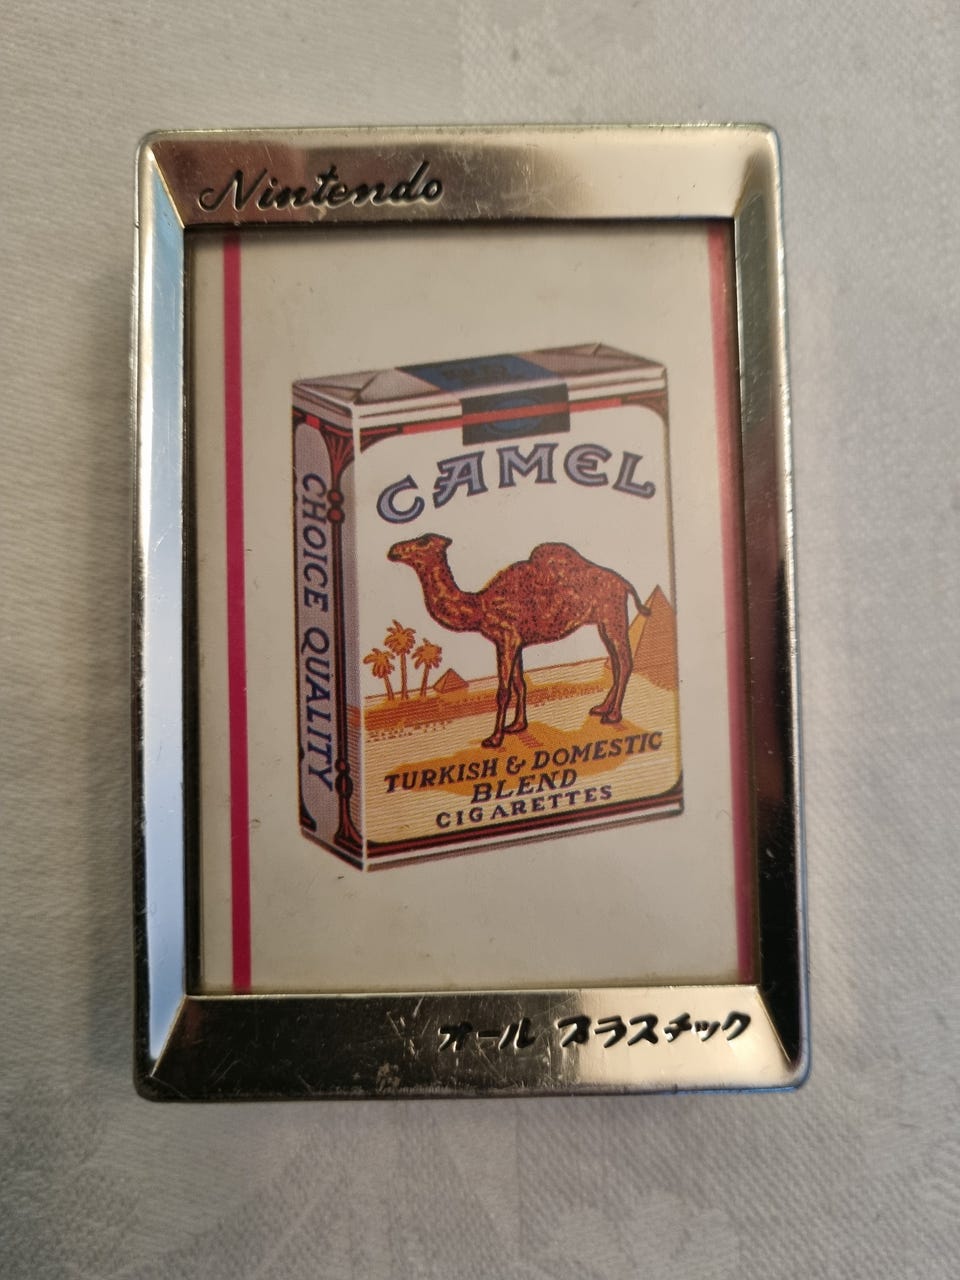 Nintendo
CAMEL
CHOICE QUALITY
TURKISH & DOMESTIC
BLEND
CIGARETTES
オール プラスチック